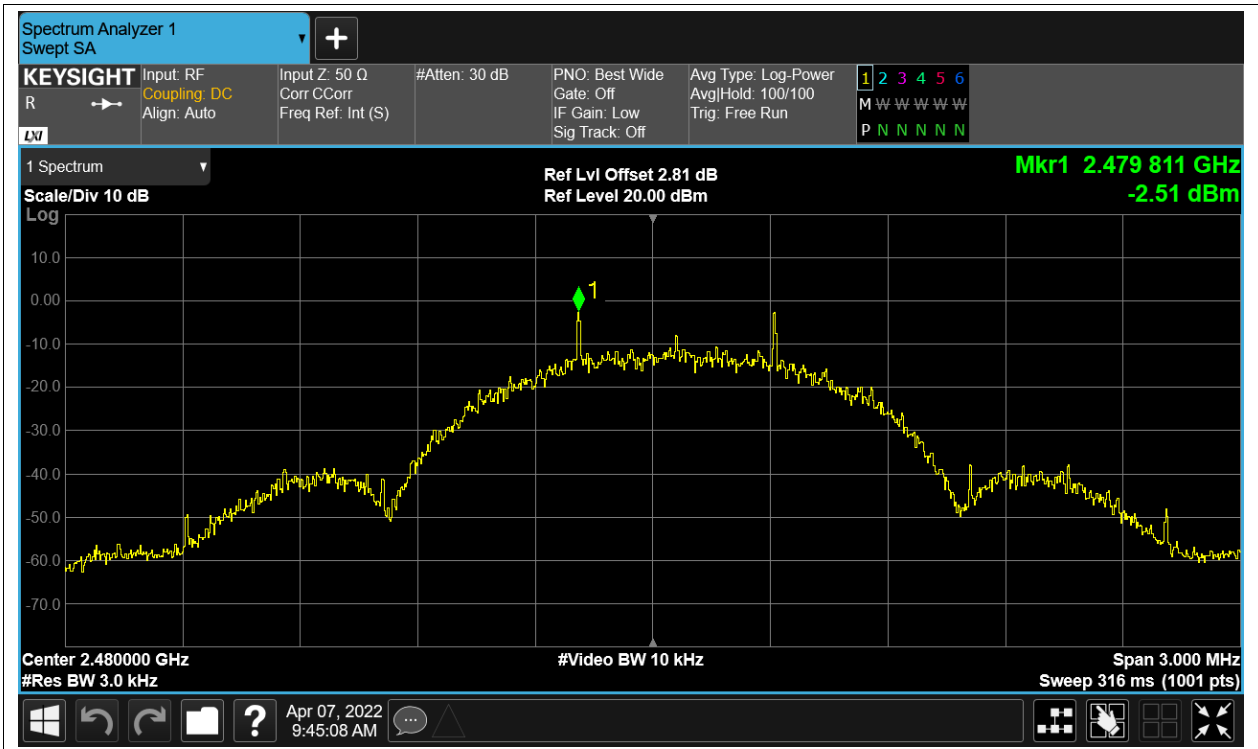 Spectrum Analyzer 1
Swept SA
+
KEYSIGHT
R
LXI
Input: RF
Coupling: DC
Align: Auto
Input Z: 50 Ω
Corr CCorr
Freq Ref: Int (S)
#Atten: 30 dB
PNO: Best Wide
Gate: Off
IF Gain: Low
Sig Track: Off
Avg Type: Log-Power
Avg|Hold: 100/100
Trig: Free Run
1 2 3 4 5 6
M W W W W W W
P N N N N N N
1 Spectrum
Scale/Div 10 dB
Log
Ref Lvl Offset 2.81 dB
Ref Level 20.00 dBm
Mkr1 2.479 811 GHz
-2.51 dBm
10.0
0.00
-10.0
-20.0
-30.0
-40.0
-50.0
-60.0
-70.0
1
Center 2.480000 GHz
#Res BW 3.0 kHz
#Video BW 10 kHz
Span 3.000 MHz
Sweep 316 ms (1001 pts)
?
Apr 07, 2022
9:45:08 AM